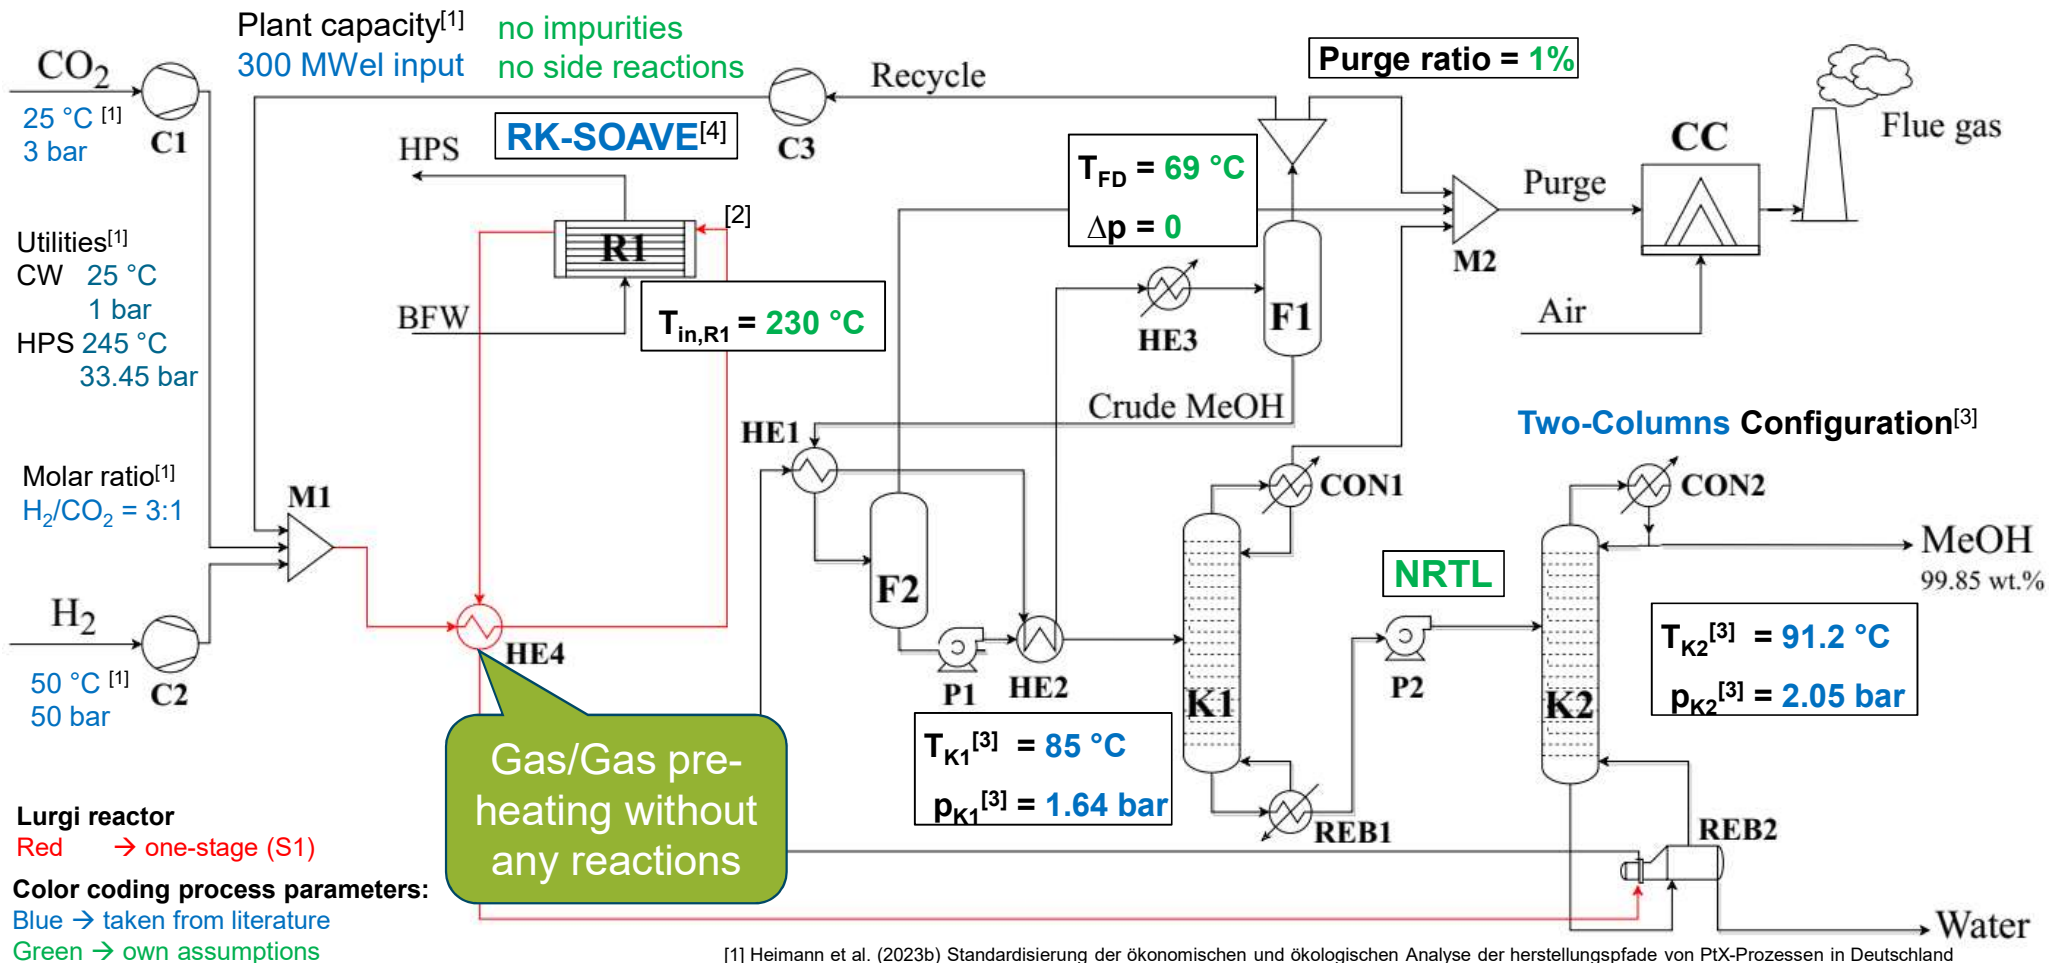 Plant capacity[1]
300 MWel input
no impurities
no side reactions
Purge ratio = 1%
CO2
25 °C [1]
3 bar
C1
Recycle
C3
RK-SOAVE[4]
HPS
R1
[2]
BFW
Tin,R1 = 230 °C
TFD = 69 °C
Δp = 0
HE3
F1
M2
Purge
CC
Air
Flue gas
Utilities[1]
CW 25 °C
1 bar
HPS 245 °C
33.45 bar
Crude MeOH
Two-Columns Configuration[3]
Molar ratio[1]
H2/CO2 = 3:1
M1
HE1
CON1
CON2
MeOH
99.85 wt.%
F2
NRTL
H2
50 °C [1]
50 bar
C2
HE4
P1
HE2
K1
P2
K2
TK1[3] = 85 °C
pK1[3] = 1.64 bar
TK2[3] = 91.2 °C
pK2[3] = 2.05 bar
Gas/Gas pre-
heating without
any reactions
REB1
REB2
Water
Lurgi reactor
Red → one-stage (S1)
Color coding process parameters:
Blue → taken from literature
Green → own assumptions
[1] Heimann et al. (2023b) Standardisierung der ökonomischen und ökologischen Analyse der herstellungspfade von PtX-Prozessen in Deutschland